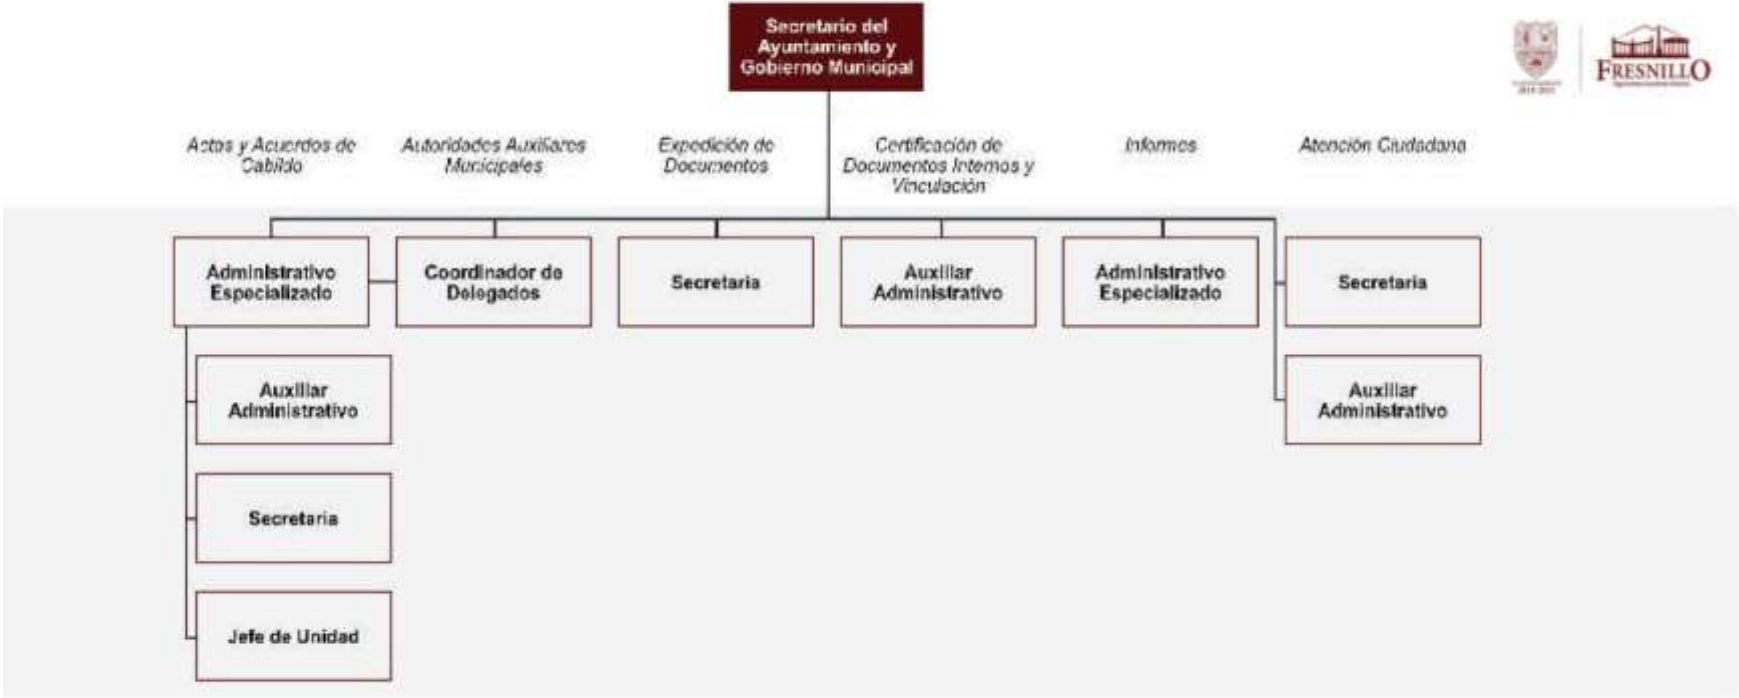 Secretario del
Ayuntamiento y
Gobierno Municipal
FRESNILLO
Actas y Acuerdos de
Cabildo
Autoridades Auxiliares
Municipales
Expedición de
Documentos
Certificación de
Documentos Internos y
Vinculación
Informes
Atención Ciudadana
Administrativo
Especializado
Coordinador de
Delegados
Secretaria
Auxiliar
Administrativo
Administrativo
Especializado
Secretaria
Auxiliar
Administrativo
Auxiliar
Administrativo
Secretaria
Jefe de Unidad